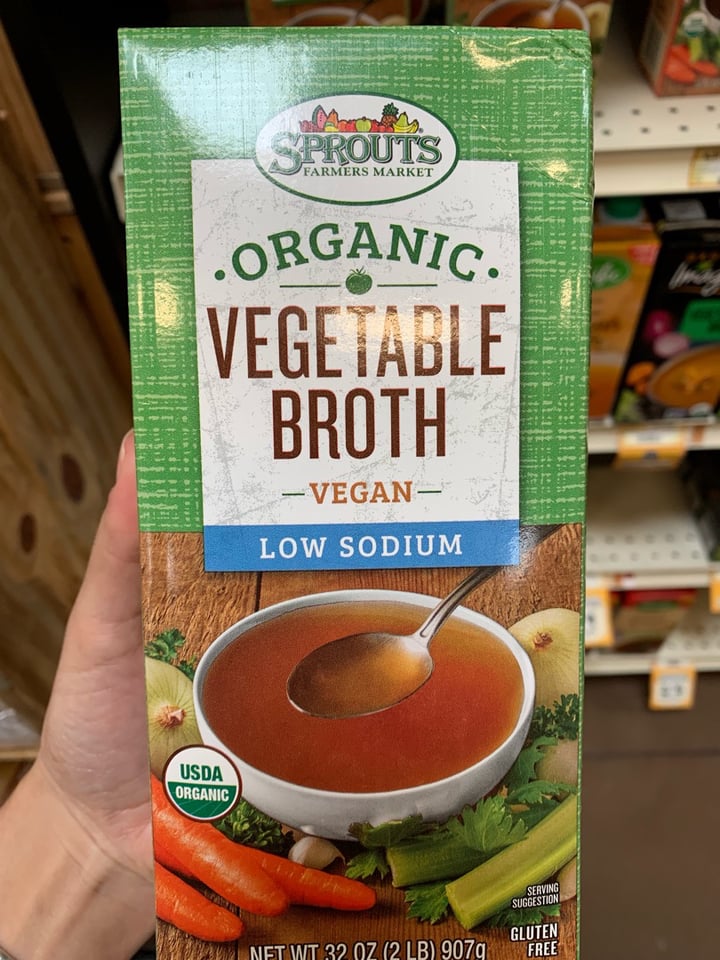 SPROUTS
FARMERS MARKET
·ORGANIC·
VEGETABLE
BROTH
VEGAN
LOW SODIUM
USDA
ORGANIC
SERVING
SUGGESTION
GLUTEN
FREE
NET WT 32 OZ (2 LB) 907g